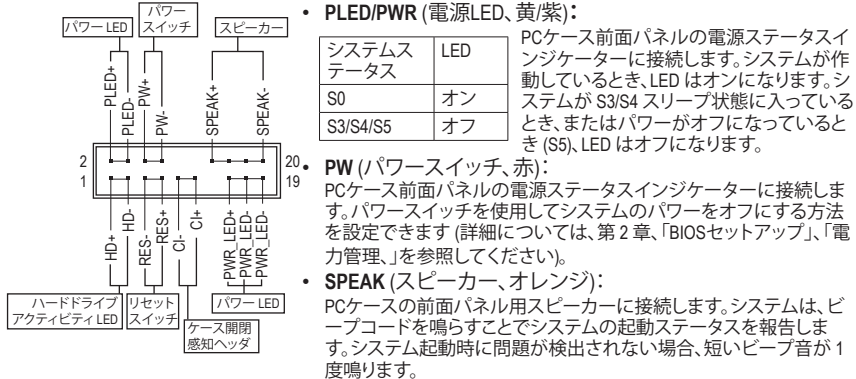 パワー LED
パワー
スイッチ
スピーカー
PLED+
PLED-
PW+
PW-
SPEAK+
SPEAK-
2
20
1
19
HD+
HD-
RES-
RES+
CI-
CI+
PWR_LED+
PWR_LED-
PWR_LED-
ハードドライブ
アクティビティ LED
リセット
スイッチ
パワー LED
ケース開閉
感知ヘッダ
• PLED/PWR (電源LED、黄/紫):
システムス
テータス
LED
S0
オン
S3/S4/S5
オフ
PCケース前面パネルの電源ステータスイ
ンジケーターに接続します。システムが作
動しているとき、LED はオンになります。シ
ステムが S3/S4 スリープ状態に入っている
とき、またはパワーがオフになっていると
き (S5)、LED はオフになります。
• PW (パワースイッチ、赤):
PCケース前面パネルの電源ステータスインジケーターに接続しま
す。パワースイッチを使用してシステムのパワーをオフにする方法
を設定できます (詳細については、第 2 章、「BIOSセットアップ」、「電
力管理、」を参照してください)。
• SPEAK (スピーカー、オレンジ):
PCケースの前面パネル用スピーカーに接続します。システムは、ビ
ープコードを鳴らすことでシステムの起動ステータスを報告しま
す。システム起動時に問題が検出されない場合、短いビープ音が 1
度鳴ります。